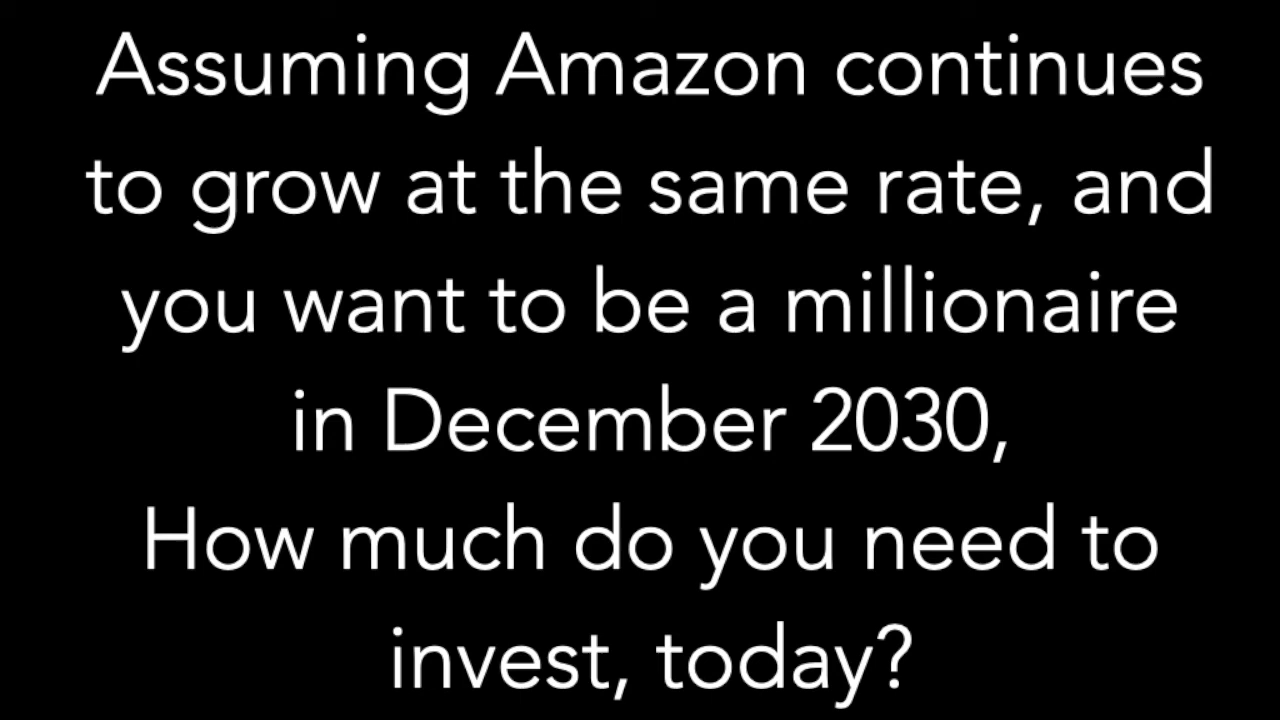 Assuming Amazon continues
to grow at the same rate, and
you want to be a millionaire
in December 2030,
How much do you need to
invest, today?